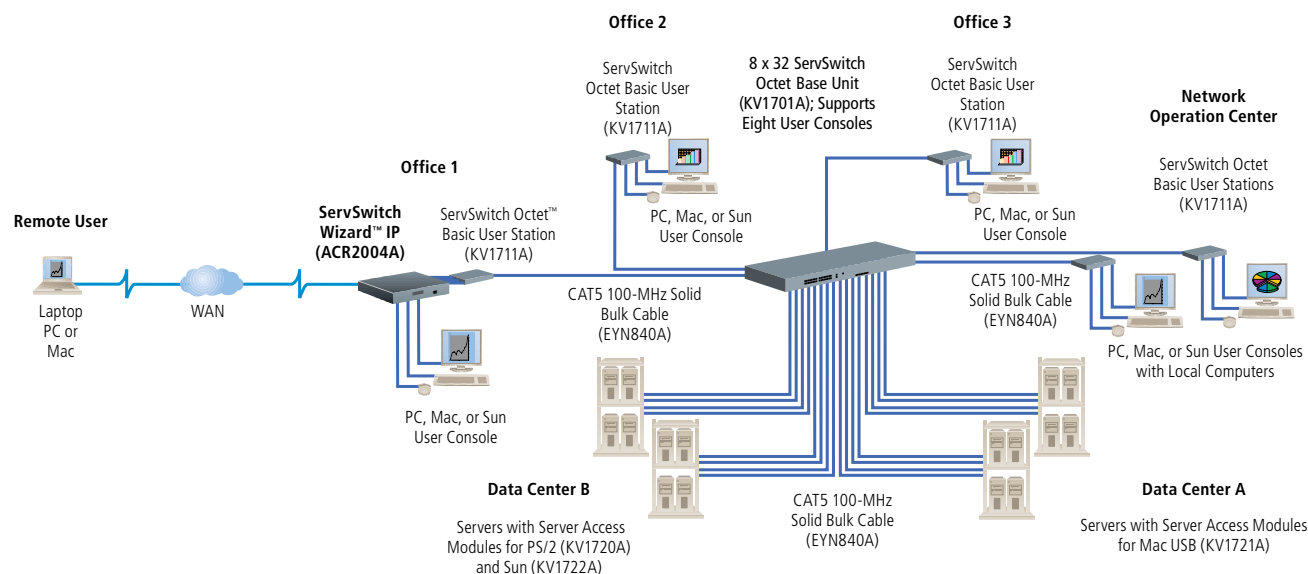 Office 2
ServSwitch
Octet Basic User
Station
(KV1711A)
PC, Mac, or Sun
User Console
8 x 32 ServSwitch
Octet Base Unit
(KV1701A); Supports
Eight User Consoles
Office 3
ServSwitch
Octet Basic User
Station
(KV1711A)
PC, Mac, or Sun
User Console
Network
Operation Center
ServSwitch Octet
Basic User Stations
(KV1711A)
Office 1
ServSwitch
Wizard™ IP
(ACR2004A)
ServSwitch Octet™
Basic User Station
(KV1711A)
Remote User
Laptop
PC or
Mac
WAN
CAT5 100-MHz Solid
Bulk Cable
(EYN840A)
CAT5 100-MHz
Solid Bulk Cable
(EYN840A)
PC, Mac, or Sun User Consoles
with Local Computers
PC, Mac, or Sun
User Console
Data Center B
Servers with Server Access
Modules for PS/2 (KV1720A)
and Sun (KV1722A)
CAT5 100-MHz
Solid Bulk Cable
(EYN840A)
Data Center A
Servers with Server Access Modules
for Mac USB (KV1721A)